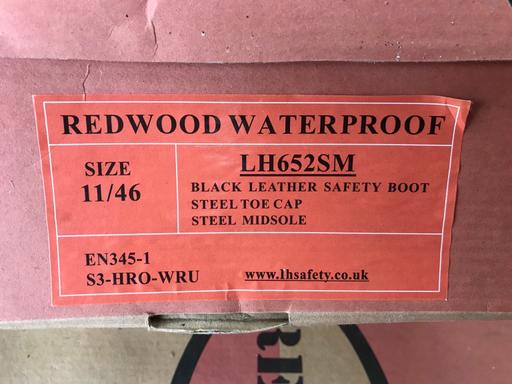 REDWOOD WATERPROOF
SIZE
11/46
LH652SM
BLACK LEATHER SAFETY BOOT
STEEL TOE CAP
STEEL MIDSOLE
EN345-1
S3-HRO-WRU
www.lhsafety.co.uk